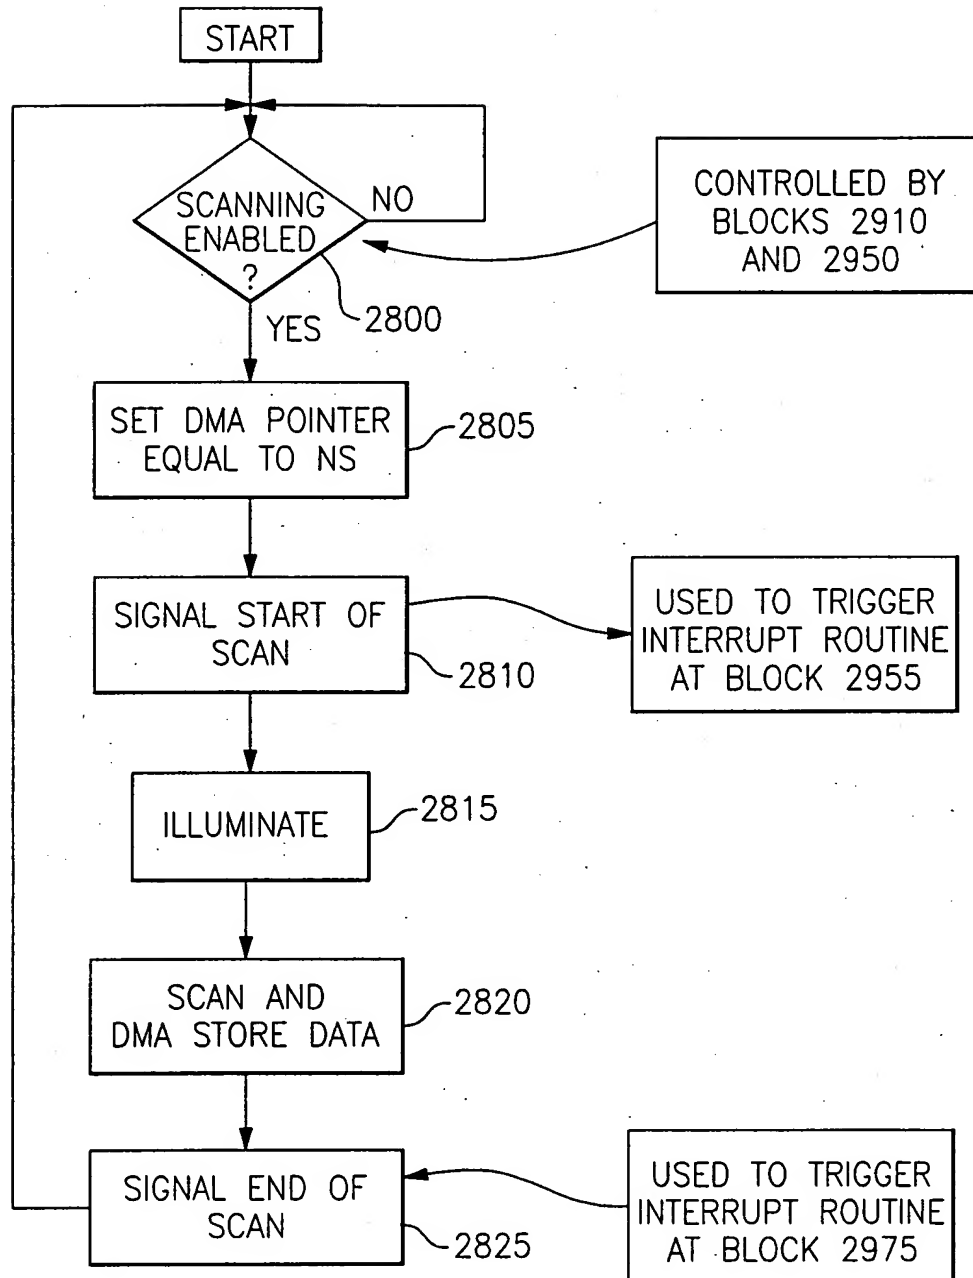 START
SCANNING
ENABLED
?
NO
CONTROLLED BY
BLOCKS 2910
AND 2950
2800
YES
SET DMA POINTER
EQUAL TO NS
2805
SIGNAL START OF
SCAN
2810
USED TO TRIGGER
INTERRUPT ROUTINE
AT BLOCK 2955
ILLUMINATE
2815
SCAN AND
DMA STORE DATA
2820
SIGNAL END OF
SCAN
2825
USED TO TRIGGER
INTERRUPT ROUTINE
AT BLOCK 2975